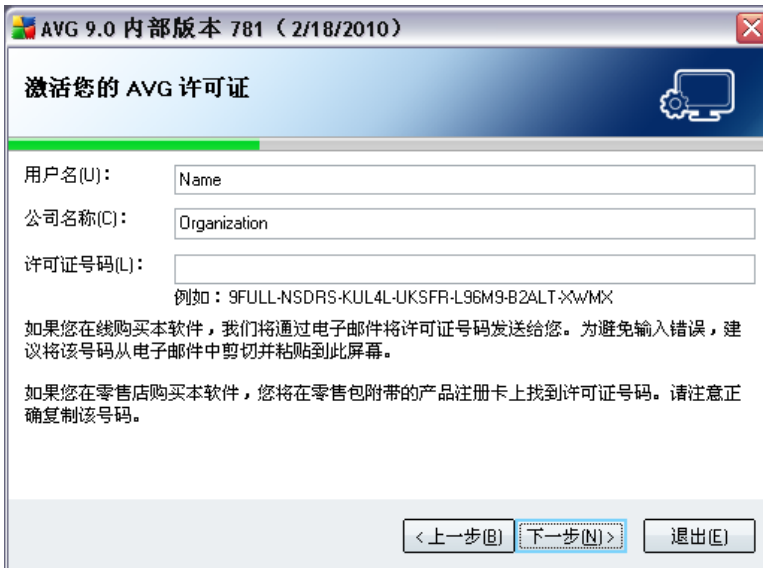 AVG 9.0 内部版本 781（2/18/2010）
激活您的 AVG 许可证
用户名(U)：
Name
公司名称(C)：
Organization
许可证号码(L)：
例如：9FULL-NSDRS-KUL4L-UKSFR-L96M9-B2ALT-XWMX
如果您在线购买本软件，我们将通过电子邮件将许可证号码发送给您。为避免输入错误，建
议将该号码从电子邮件中剪切并粘贴到此屏幕。
如果您在零售店购买本软件，您将在零售包附带的产品注册卡上找到许可证号码。请注意正
确复制该号码。
<上一步(B)
下一步(N)>
退出(E)